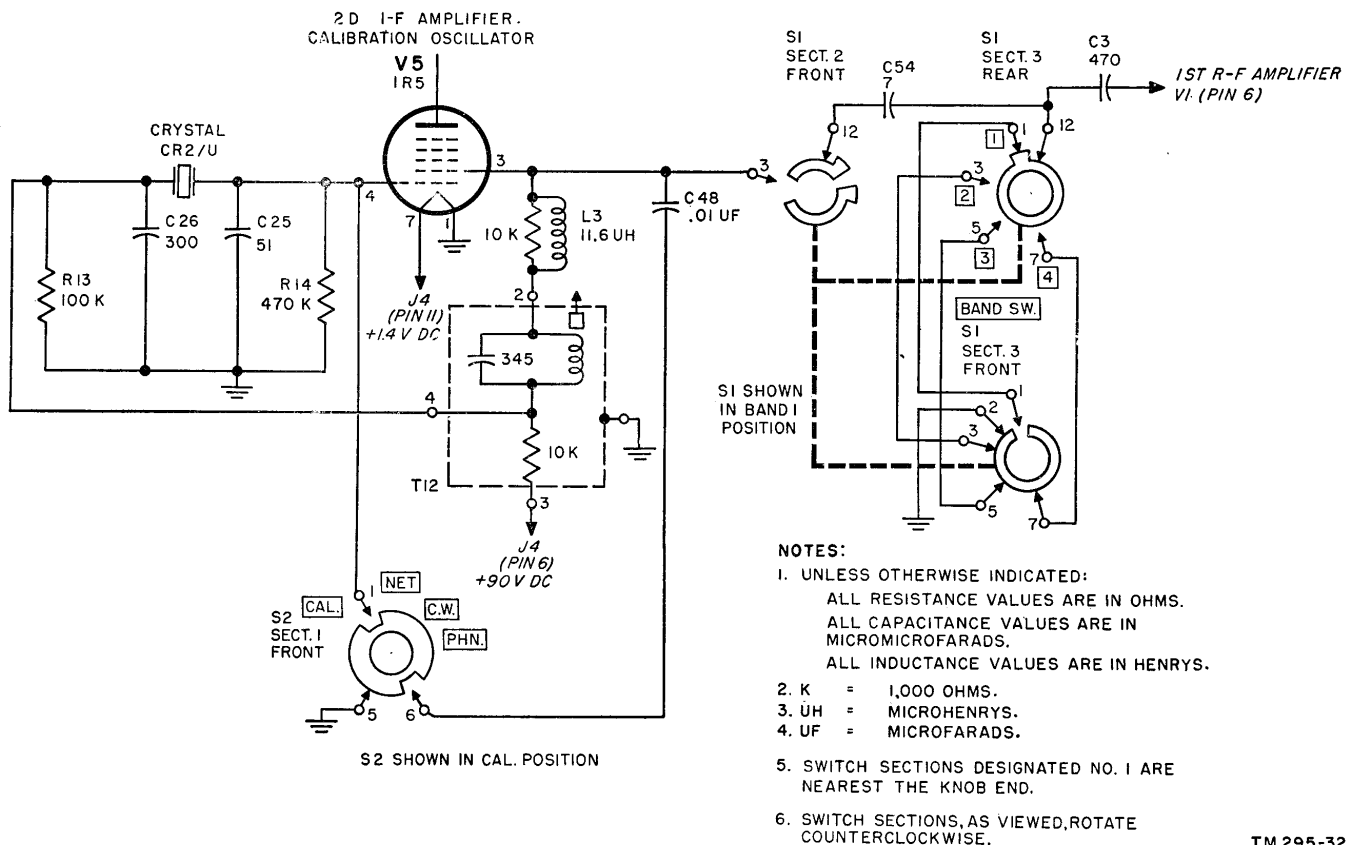 2D I-F AMPLIFIER.
CALIBRATION OSCILLATOR
V5
IR5
CRYSTAL
CR2/U
C26
300
C25
51
R13
100 K
R14
470 K
4
3
7
1
J4
(PIN 11)
+1.4 V DC
10 K
L3
11.6 UH
2
345
4
10K
T12
3
J4
(PIN 6)
+90V DC
C48
.01 UF
S1
SECT. 2
FRONT
C54
7
S1
SECT. 3
REAR
C3
470
1ST R-F AMPLIFIER
V1. (PIN 6)
12
3
1
1
12
3
2
5
3
7
4
BAND SW.
S1
SECT. 3
FRONT
S1 SHOWN
IN BAND 1
POSITION
1
2
3
5
7
S2
SECT. 1
FRONT
CAL.
1
NET
C.W.
PHN.
5
6
S2 SHOWN IN CAL. POSITION
NOTES:
1. UNLESS OTHERWISE INDICATED:
ALL RESISTANCE VALUES ARE IN OHMS.
ALL CAPACITANCE VALUES ARE IN
MICROMICROFARADS.
ALL INDUCTANCE VALUES ARE IN HENRYS.
2. K = 1,000 OHMS.
3. UH = MICROHENRYS.
4. UF = MICROFARADS.
5. SWITCH SECTIONS DESIGNATED NO. 1 ARE
NEAREST THE KNOB END.
6. SWITCH SECTIONS, AS VIEWED, ROTATE
COUNTERCLOCKWISE.
TM 295-32